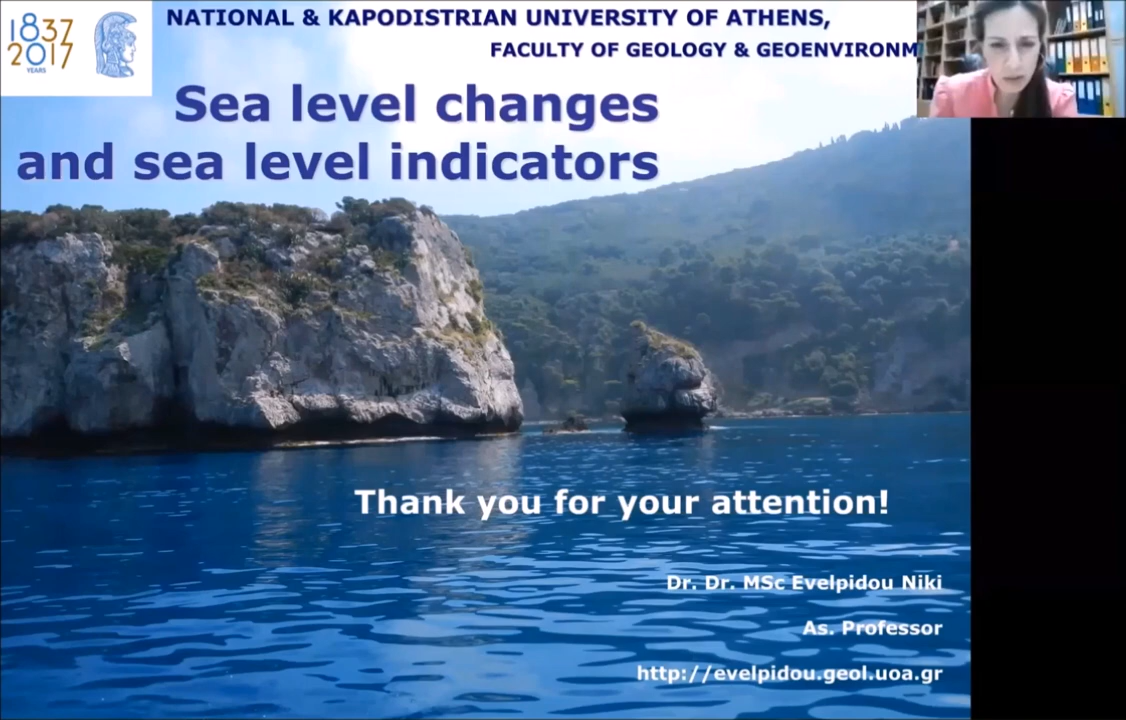 1837
2017
YEARS
NATIONAL & KAPODISTRIAN UNIVERSITY OF ATHENS,
FACULTY OF GEOLOGY & GEOENVIRONM
Sea level changes
and sea level indicators
Thank you for your attention!
Dr. Dr. MSc Evelpidou Niki
As. Professor
http://evelpidou.geol.uoa.gr